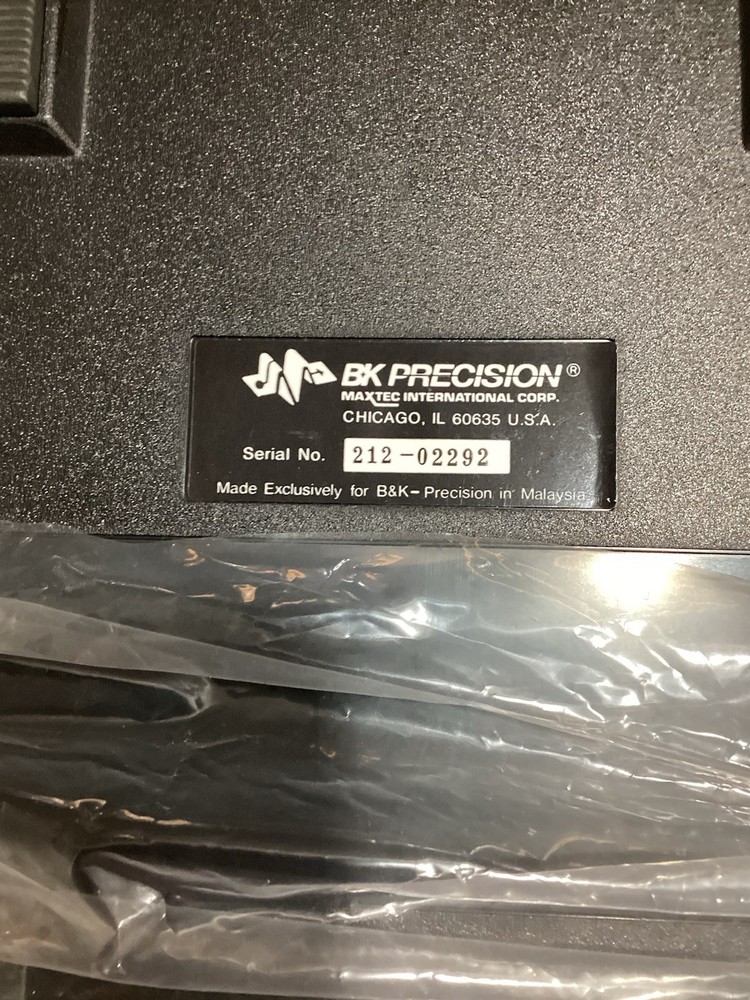 BK PRECISION®
MAXTEC INTERNATIONAL CORP.
CHICAGO, IL 60635 U.S.A.
Serial No. 212-02292
Made Exclusively for B&K-Precision in Malaysia